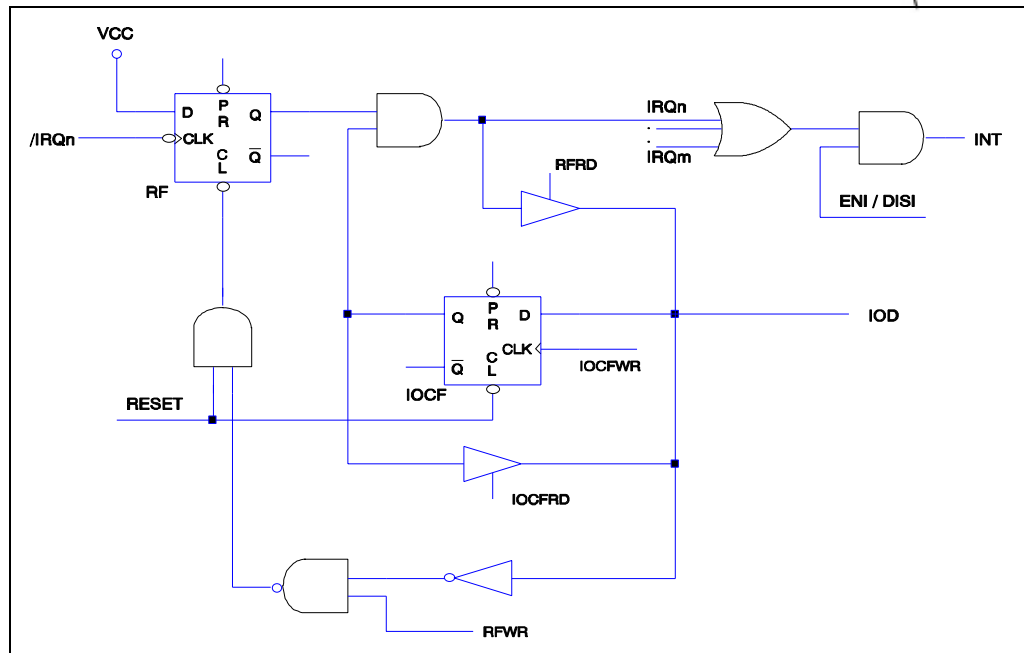 VCC
D
P
R
Q
/IRQn
CLK
C
L
Q
RF
IRQn
:
IRQm
RFRD
INT
ENI / DISI
Q
P
R
D
IOD
CLK
C
L
Q
IOCFWR
IOCF
RESET
IOCFRD
RFWR